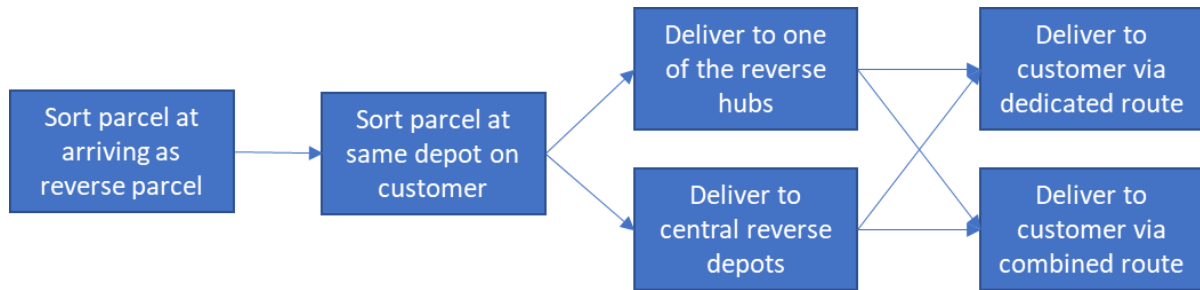 Sort parcel at
arriving as
reverse parcel
Sort parcel at
same depot on
customer
Deliver to one
of the reverse
hubs
Deliver to
central reverse
depots
Deliver to
customer via
dedicated route
Deliver to
customer via
combined route